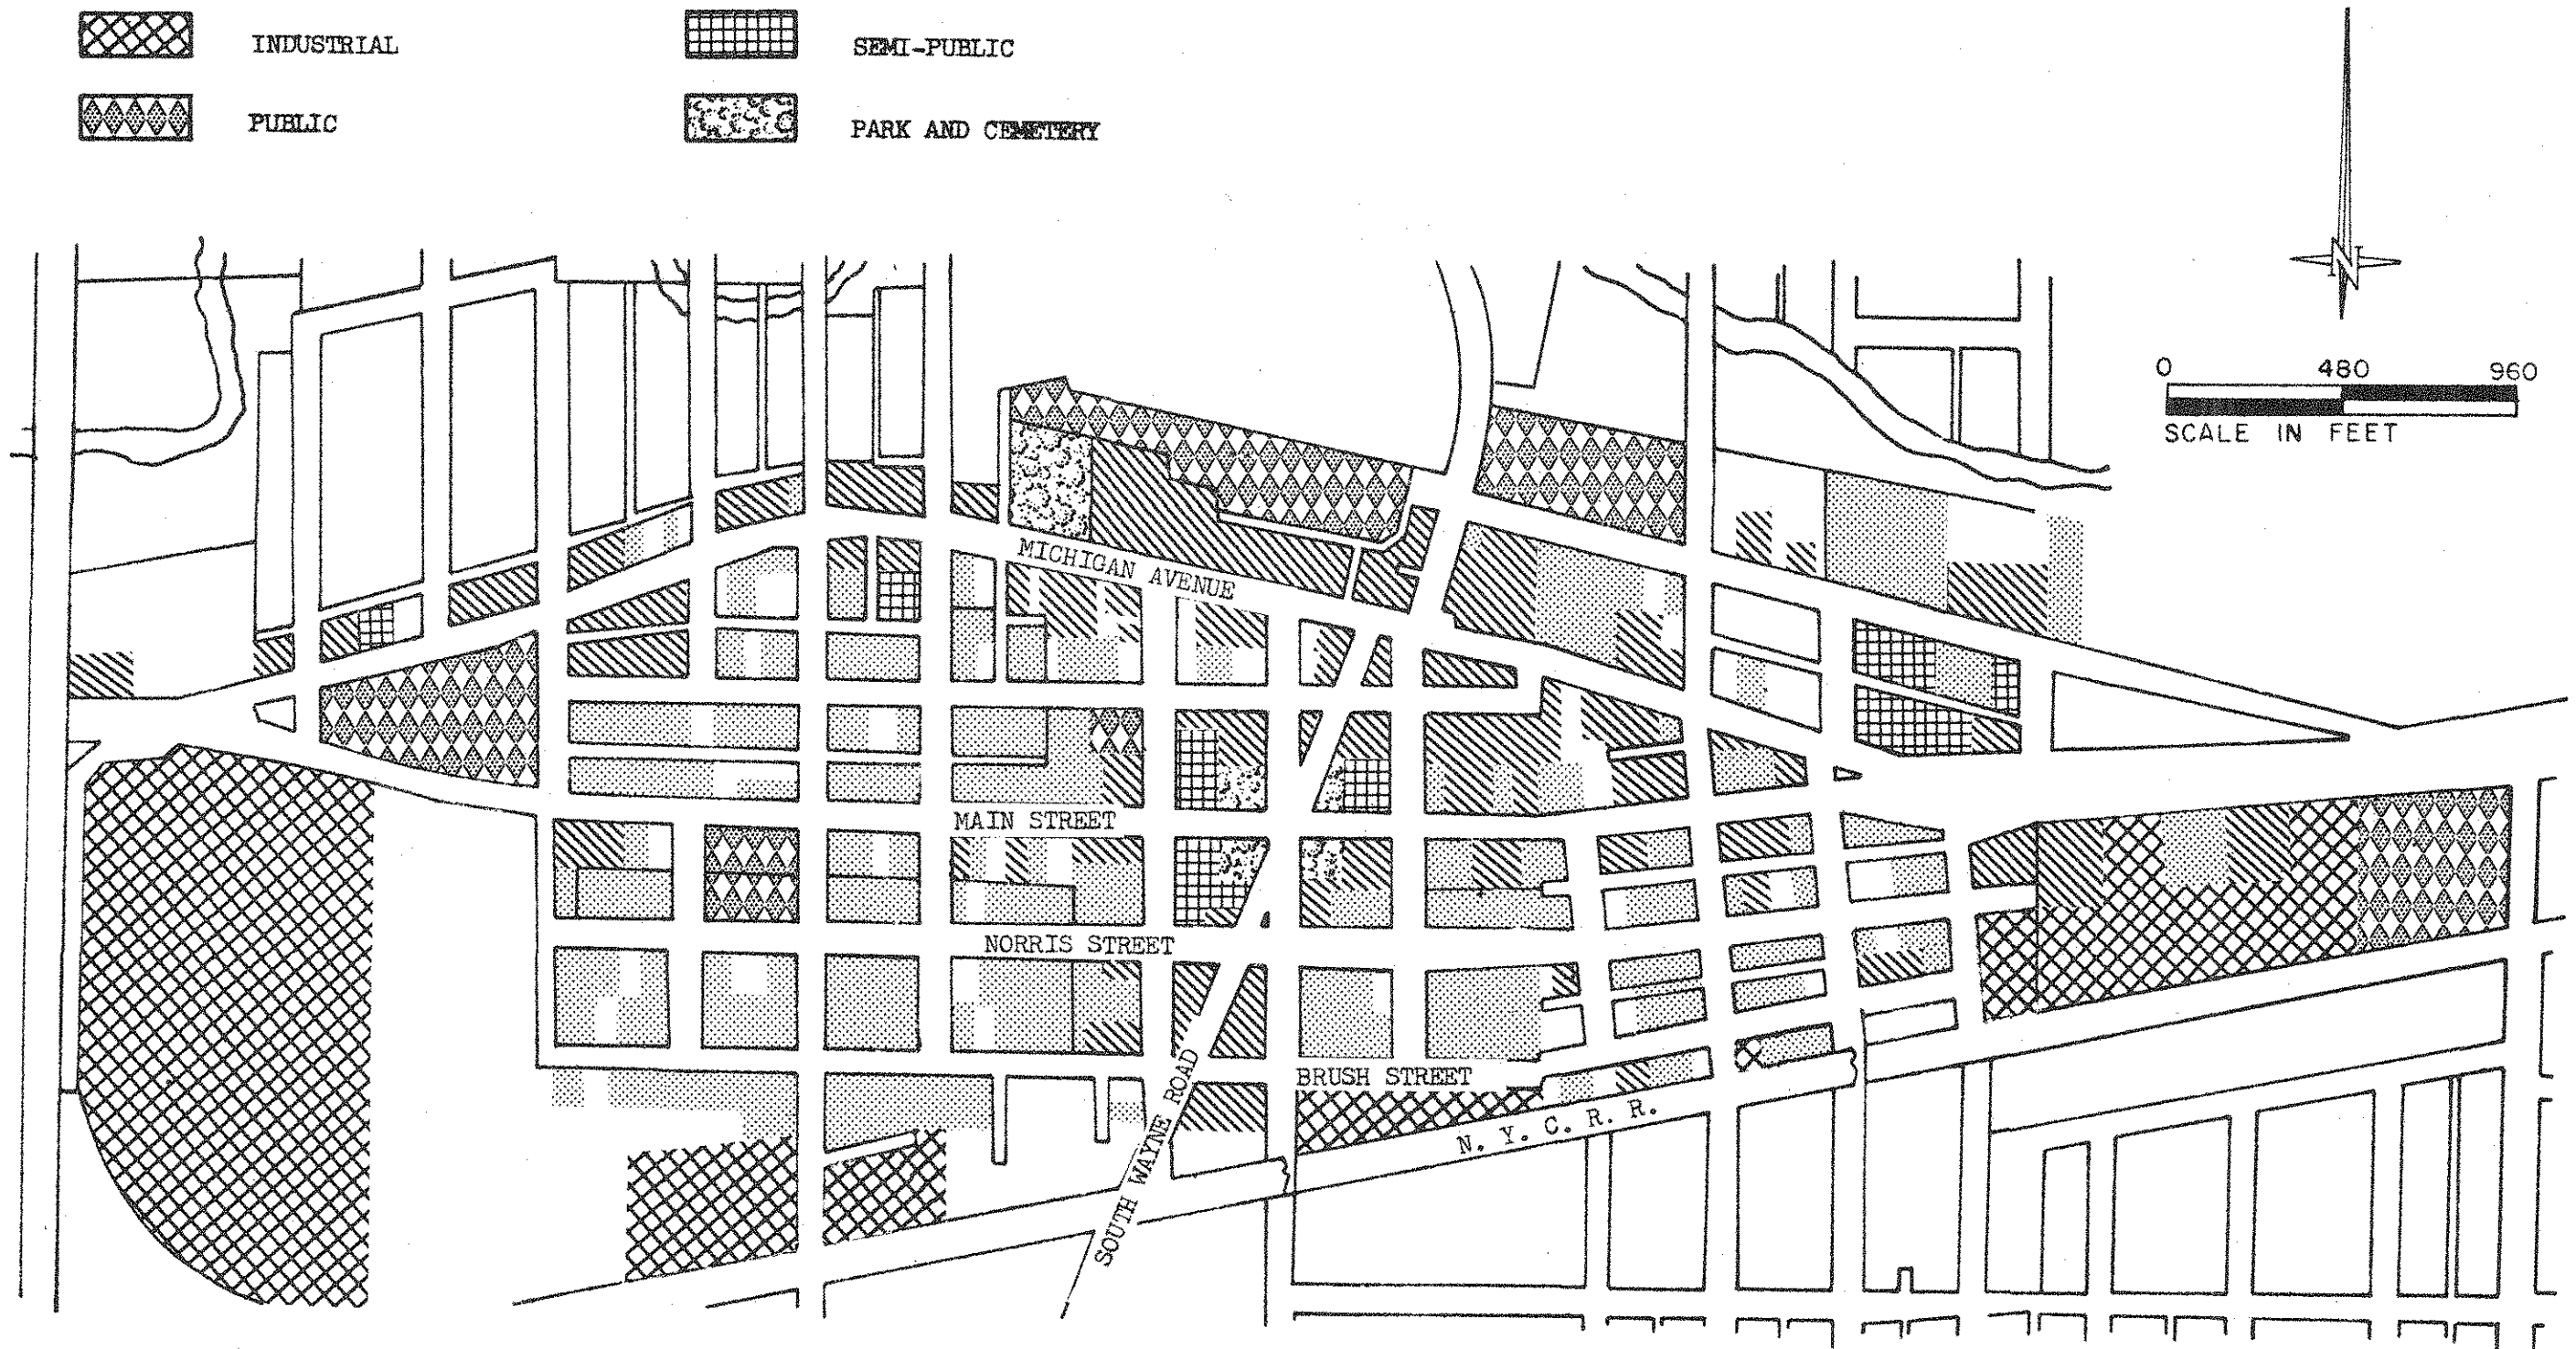 INDUSTRIAL
SEMI-PUBLIC
PUBLIC
PARK AND CEMETERY
N
0 480 960
SCALE IN FEET
MICHIGAN AVENUE
MAIN STREET
NORRIS STREET
BRUSH STREET
N. Y. C. R. R.
SOUTH WAYNE ROAD